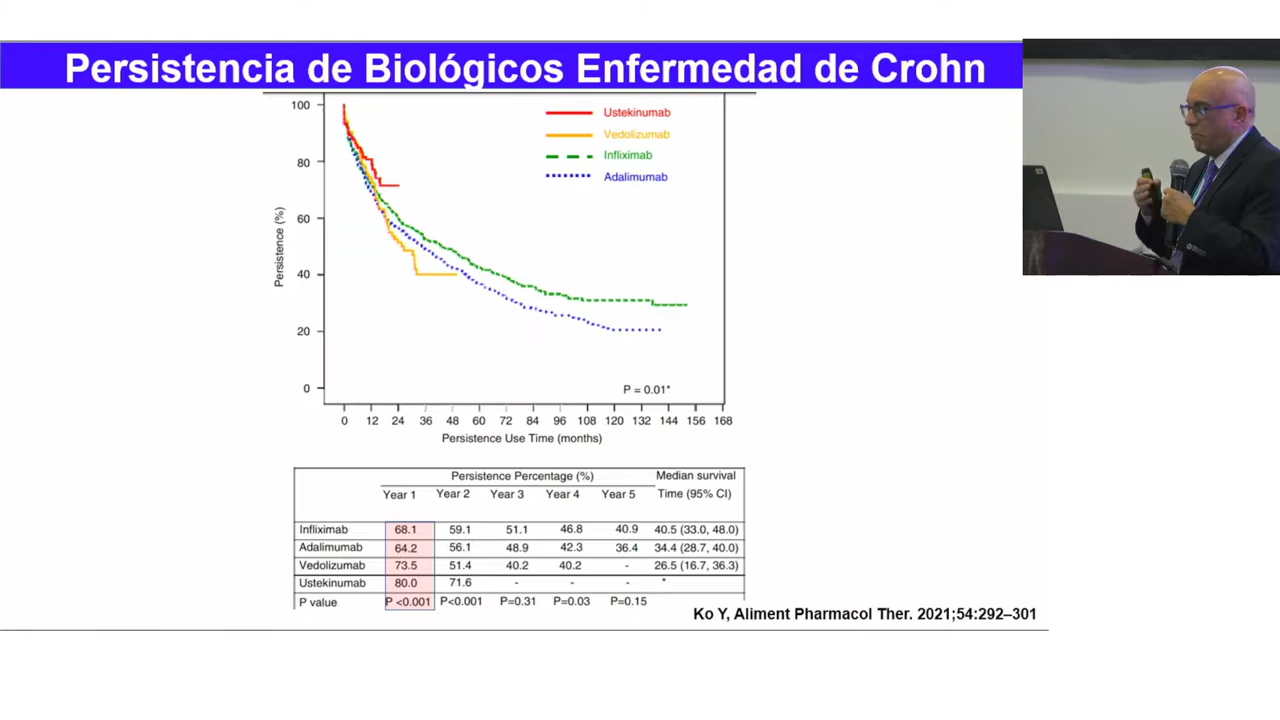 Persistencia de Biológicos Enfermedad de Crohn
100
80
60
40
20
0
Persistence (%)
Ustekinumab
Vedolizumab
Infliximab
Adalimumab
P = 0.01*
0 12 24 36 48 60 72 84 96 108 120 132 144 156 168
Persistence Use Time (months)
Persistence Percentage (%) Median survival
Year 1 Year 2 Year 3 Year 4 Year 5 Time (95% CI)
Infliximab 68.1 59.1 51.1 46.8 40.9 40.5 (33.0, 48.0)
Adalimumab 64.2 56.1 48.9 42.3 36.4 34.4 (28.7, 40.0)
Vedolizumab 73.5 51.4 40.2 40.2 - 26.5 (16.7, 36.3)
Ustekinumab 80.0 71.6 - - - *
P value P <0.001 P<0.001 P=0.31 P=0.03 P=0.15
Ko Y, Aliment Pharmacol Ther. 2021;54:292–301